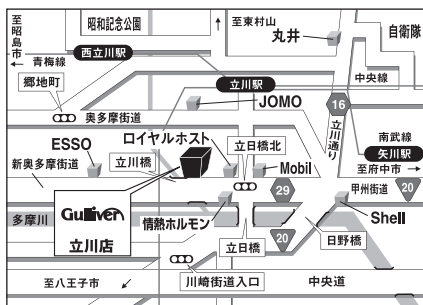 至昭島市
昭和記念公園
至東村山
丸井
自衛隊
青梅線
西立川駅
立川駅
中央線
郷地町
JOMO
16
立川通り
奥多摩街道
南武線
矢川駅
ESSO
ロイヤルホスト
立日橋北
至府中市
新奥多摩街道
立川橋
Mobil
29
甲州街道
20
Gulliver
立川店
多摩川
情熱ホルモン
Shell
立日橋
20
日野橋
至八王子市
川崎街道入口
中央道